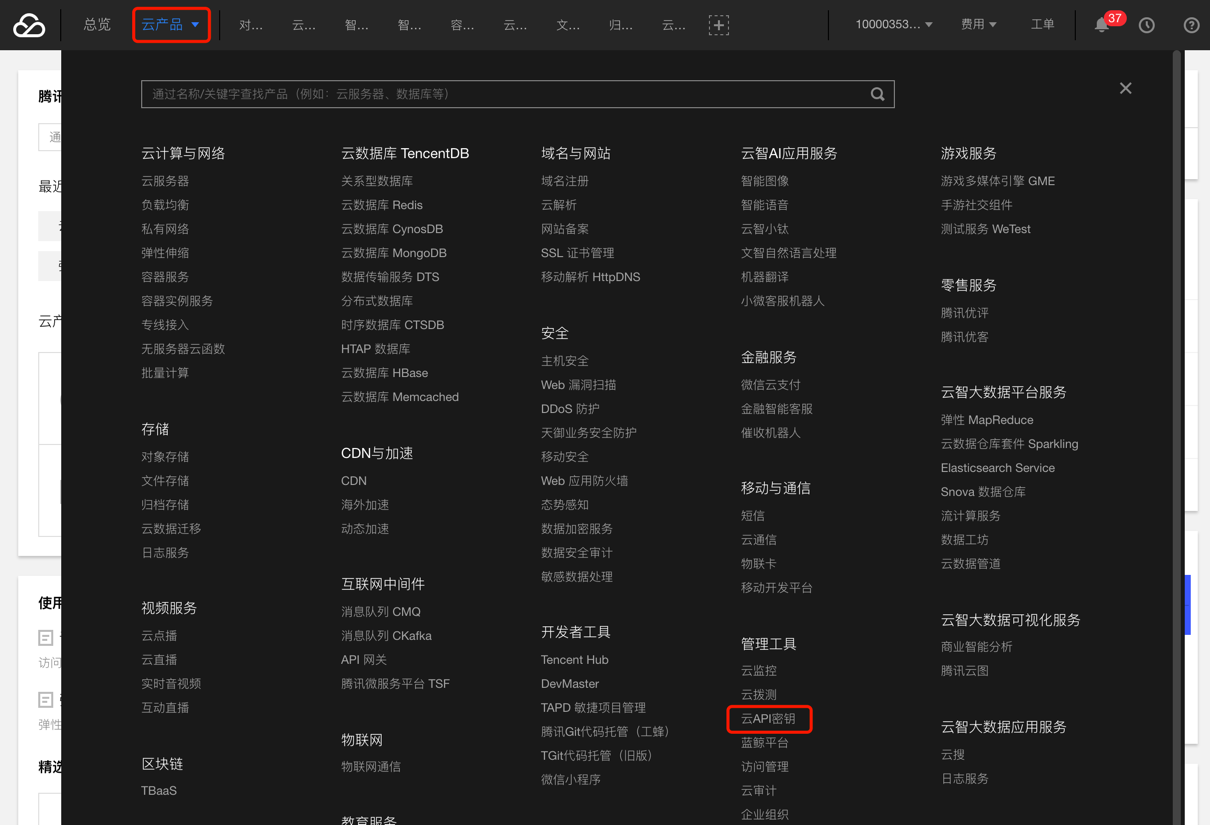 总览
云产品
对...
云...
智...
智...
容...
云...
文...
归...
云...
10000353...
费用
工单
37
腾讯
通
最近
云产
使用
访问
弹性
精选
通过名称/关键字查找产品（例如：云服务器、数据库等）
云计算与网络
云服务器
负载均衡
私有网络
弹性伸缩
容器服务
容器实例服务
专线接入
无服务器云函数
批量计算
存储
对象存储
文件存储
归档存储
云数据迁移
日志服务
视频服务
云点播
云直播
实时音视频
互动直播
区块链
TBaaS
云数据库 TencentDB
关系型数据库
云数据库 Redis
云数据库 CynosDB
云数据库 MongoDB
数据传输服务 DTS
分布式数据库
时序数据库 CTSDB
HTAP 数据库
云数据库 HBase
云数据库 Memcached
CDN与加速
CDN
海外加速
动态加速
互联网中间件
消息队列 CMQ
消息队列 CKafka
API 网关
腾讯微服务平台 TSF
物联网
物联网通信
教育服务
域名与网站
域名注册
云解析
网站备案
SSL 证书管理
移动解析 HttpDNS
安全
主机安全
Web 漏洞扫描
DDoS 防护
天御业务安全防护
移动安全
Web 应用防火墙
态势感知
数据加密服务
数据安全审计
敏感数据处理
开发者工具
Tencent Hub
DevMaster
TAPD 敏捷项目管理
腾讯Git代码托管（工蜂）
TGit代码托管（旧版）
微信小程序
云智AI应用服务
智能图像
智能语音
云智小钛
文智自然语言处理
机器翻译
小微客服机器人
金融服务
微信云支付
金融智能客服
催收机器人
移动与通信
短信
云通信
物联卡
移动开发平台
管理工具
云监控
云拨测
云API密钥
蓝鲸平台
访问管理
云审计
企业组织
游戏服务
游戏多媒体引擎 GME
手游社交组件
测试服务 WeTest
零售服务
腾讯优评
腾讯优客
云智大数据平台服务
弹性 MapReduce
云数据仓库套件 Sparkling
Elasticsearch Service
Snova 数据仓库
流计算服务
数据工坊
云数据管道
云智大数据可视化服务
商业智能分析
腾讯云图
云智大数据应用服务
云搜
日志服务